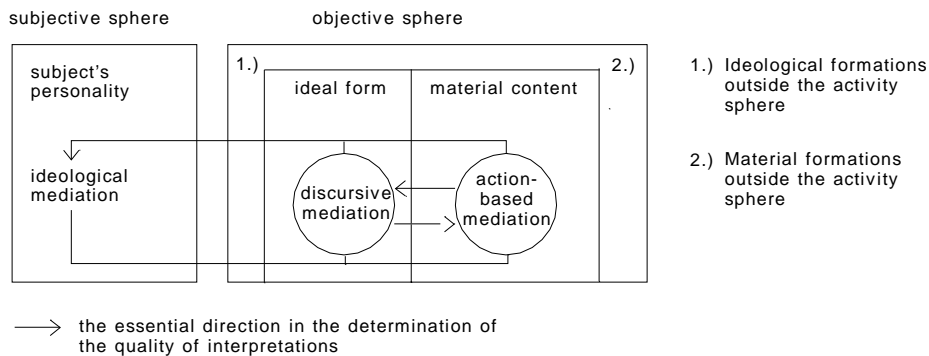 subjective sphere
objective sphere
subject's
personality
ideological
mediation
1.)
2.)
ideal form
material content
discursive
mediation
action-
based
mediation
1.) Ideological formations
outside the activity
sphere
2.) Material formations
outside the activity
sphere
the essential direction in the determination of
the quality of interpretations